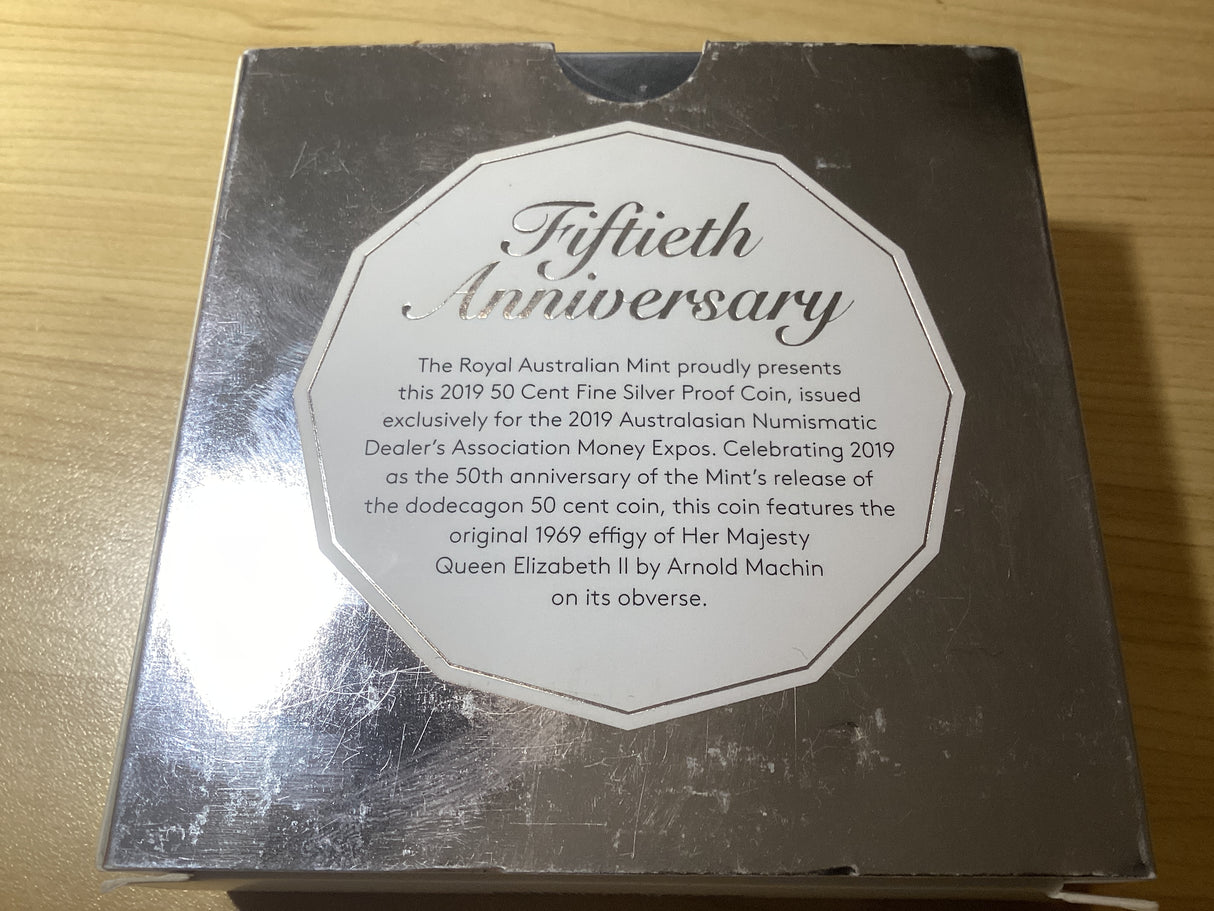 Fiftieth
Anniversary
The Royal Australian Mint proudly presents
this 2019 50 Cent Fine Silver Proof Coin, issued
exclusively for the 2019 Australasian Numismatic
Dealer's Association Money Expos. Celebrating 2019
as the 50th anniversary of the Mint's release of
the dodecagon 50 cent coin, this coin features the
original 1969 effigy of Her Majesty
Queen Elizabeth II by Arnold Machin
on its obverse.